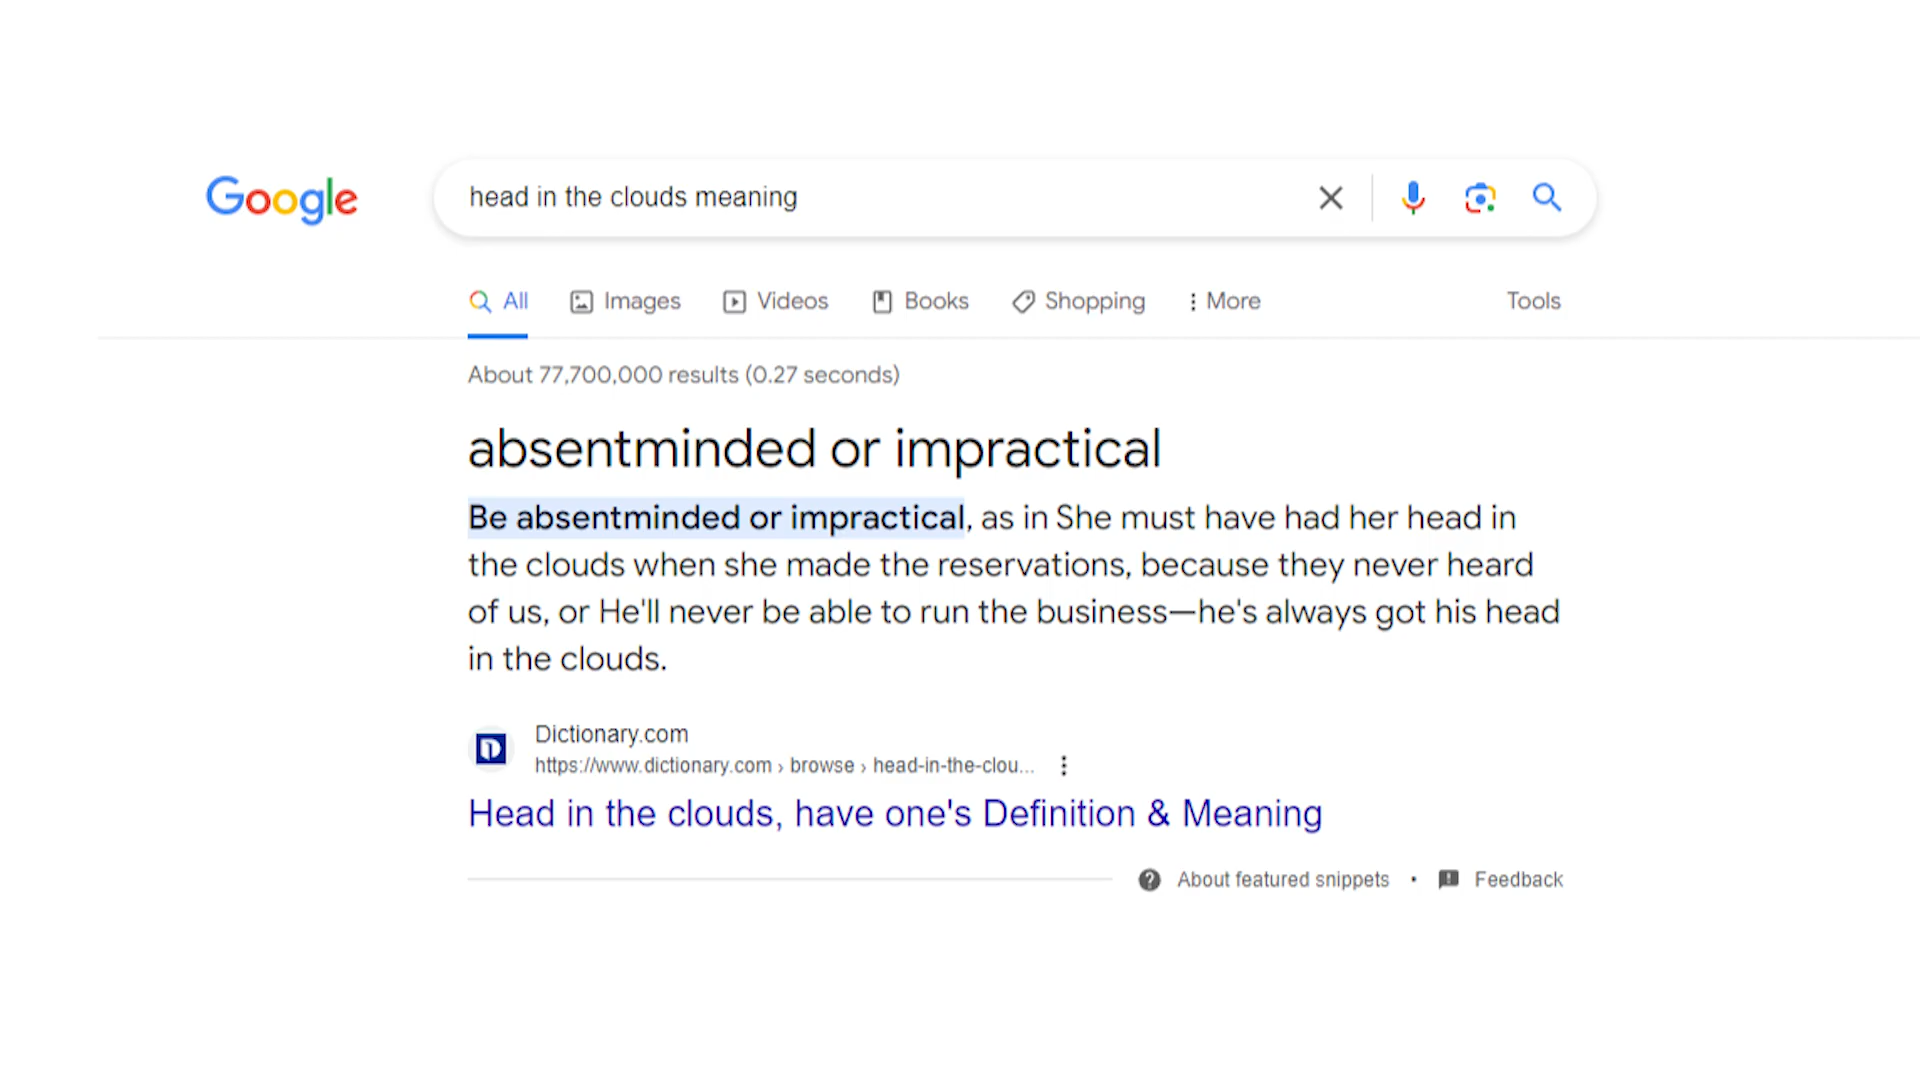 Google
head in the clouds meaning
All Images Videos Books Shopping More Tools
About 77,700,000 results (0.27 seconds)
absentminded or impractical
Be absentminded or impractical, as in She must have had her head in
the clouds when she made the reservations, because they never heard
of us, or He'll never be able to run the business—he's always got his head
in the clouds.
Dictionary.com
https://www.dictionary.com › browse › head-in-the-clou...
Head in the clouds, have one's Definition & Meaning
About featured snippets • Feedback